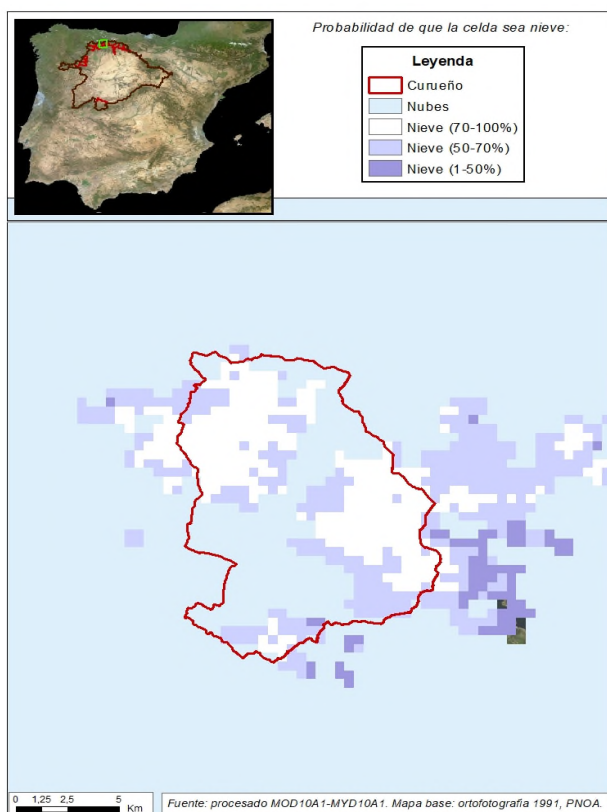 Probabilidad de que la celda sea nieve:
Leyenda
Curueño
Nubes
Nieve (70-100%)
Nieve (50-70%)
Nieve (1-50%)
0 1,25 2,5 5
Km
Fuente: procesado MOD10A1-MYD10A1. Mapa base: ortofotografia 1991, PNOA